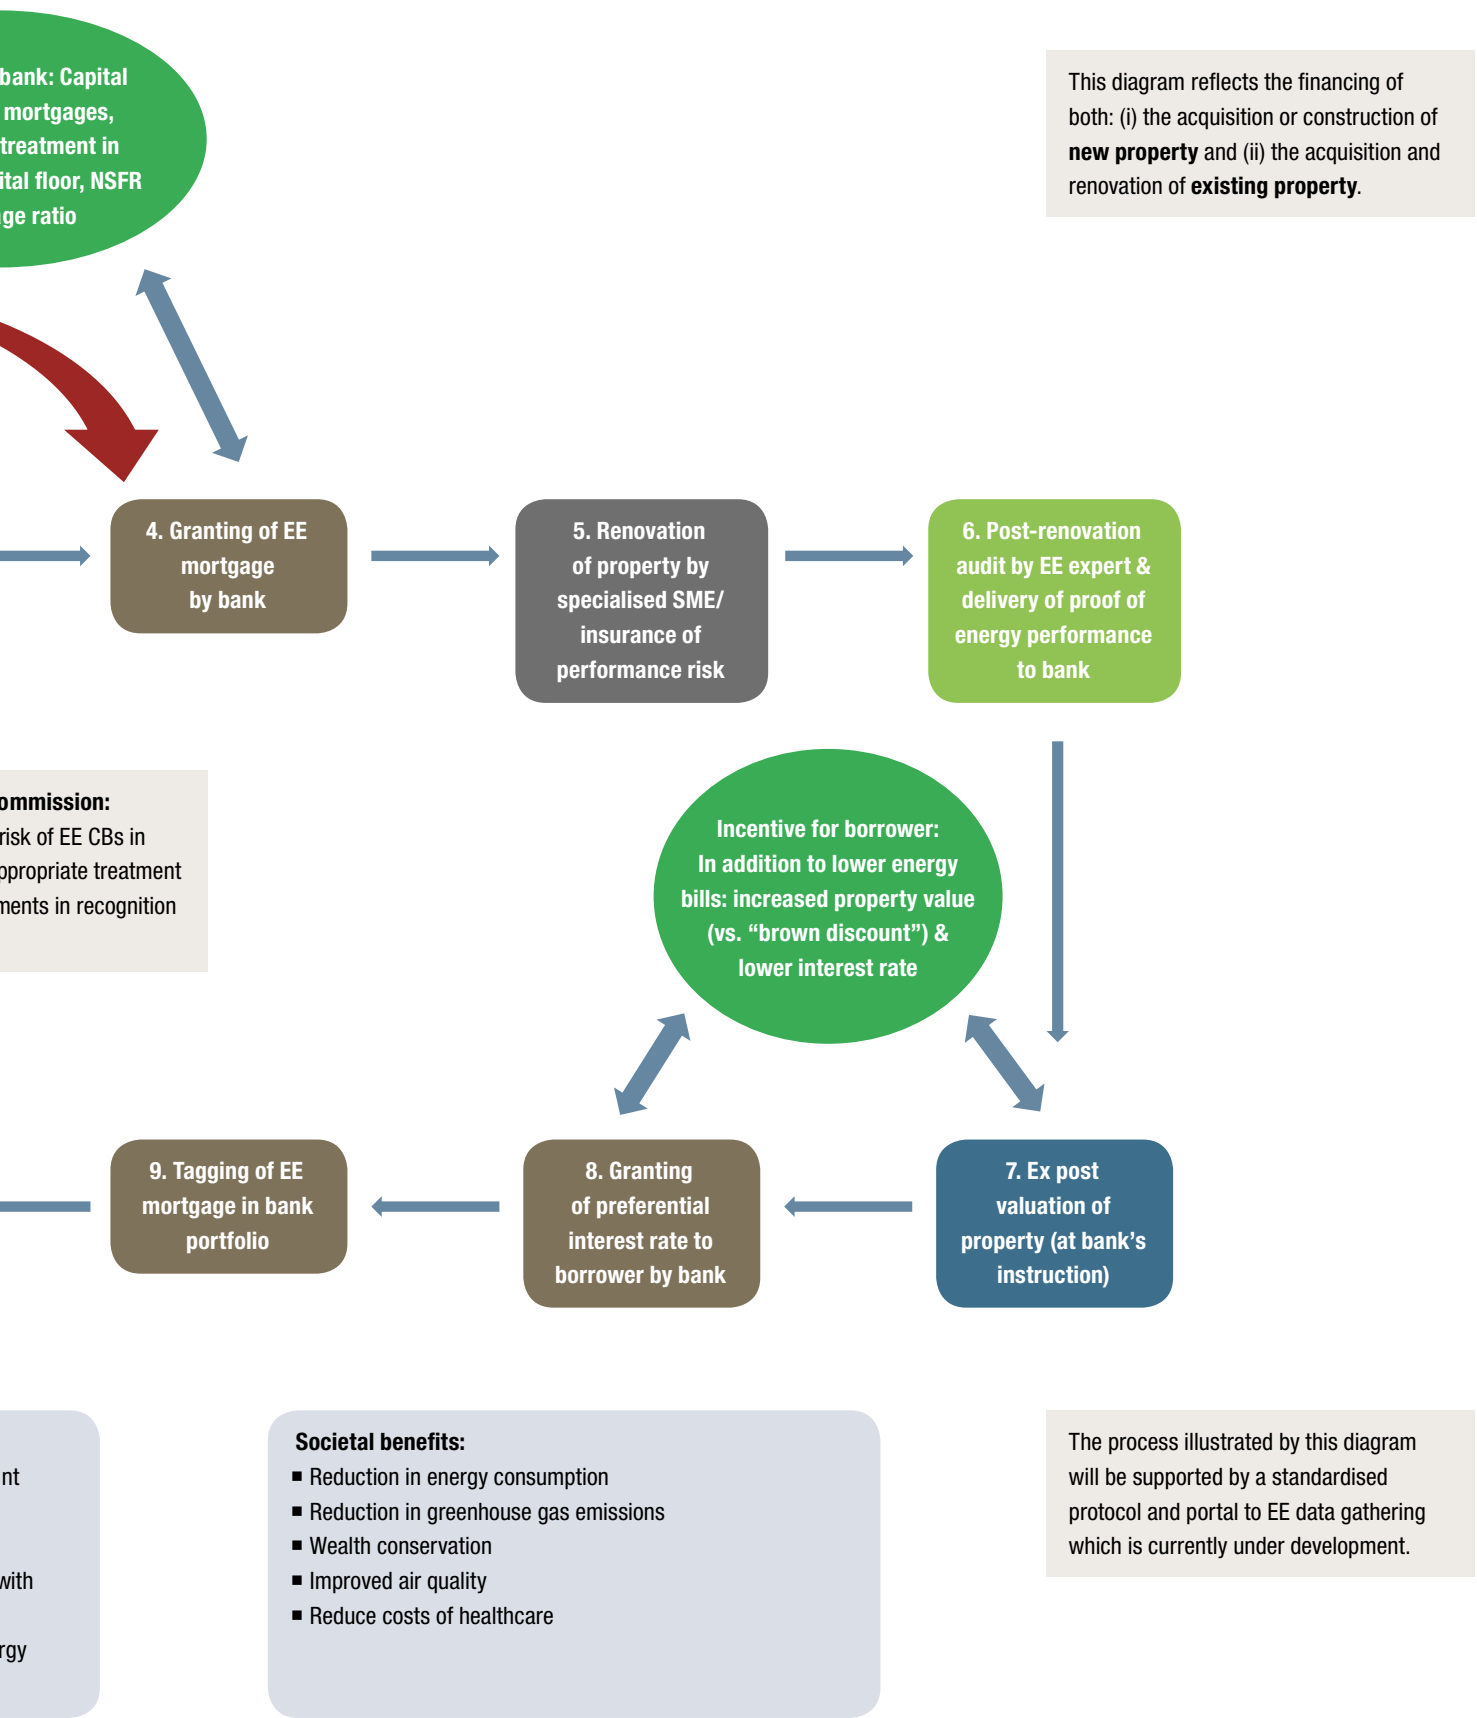 bank: Capital
mortgages,
treatment in
ital floor, NSFR
ge ratio
This diagram reflects the financing of
both: (i) the acquisition or construction of
new property and (ii) the acquisition and
renovation of existing property.
4. Granting of EE
mortgage
by bank
5. Renovation
of property by
specialised SME/
insurance of
performance risk
6. Post-renovation
audit by EE expert &
delivery of proof of
energy performance
to bank
ommission:
risk of EE CBs in
ppropriate treatment
ments in recognition
Incentive for borrower:
In addition to lower energy
bills: increased property value
(vs. “brown discount”) &
lower interest rate
9. Tagging of EE
mortgage in bank
portfolio
8. Granting
of preferential
interest rate to
borrower by bank
7. Ex post
valuation of
property (at bank’s
instruction)
nt
with
rgy
Societal benefits:
■ Reduction in energy consumption
■ Reduction in greenhouse gas emissions
■ Wealth conservation
■ Improved air quality
■ Reduce costs of healthcare
The process illustrated by this diagram
will be supported by a standardised
protocol and portal to EE data gathering
which is currently under development.